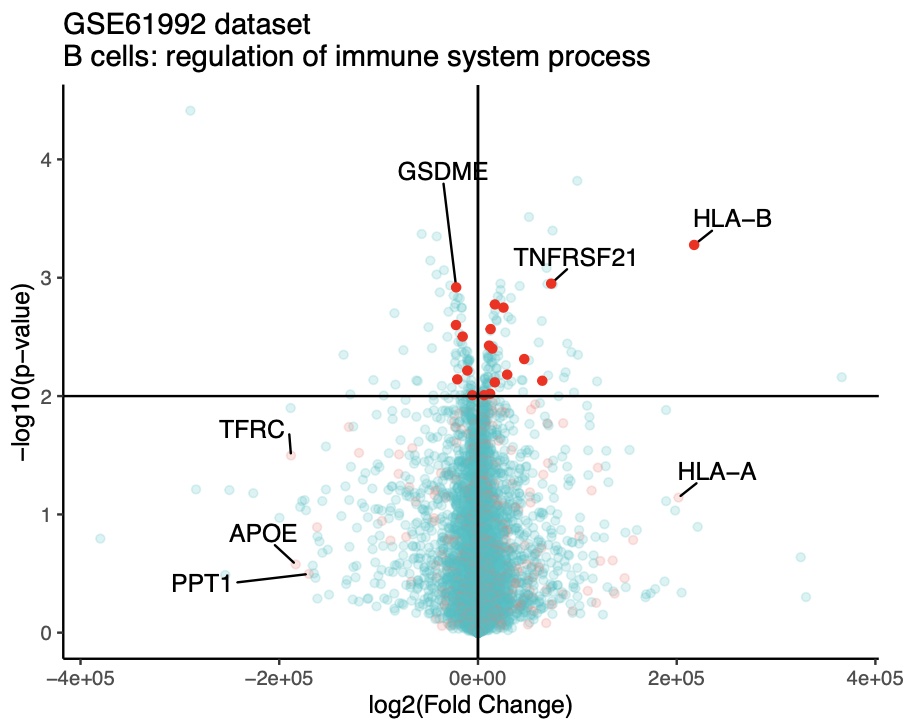 GSE61992 dataset
B cells: regulation of immune system process
−log10(p−value)
4
3
2
1
0
GSDME
HLA−B
TNFRSF21
TFRC
HLA−A
APOE
PPT1
−4e+05
−2e+05
0e+00
2e+05
4e+05
log2(Fold Change)